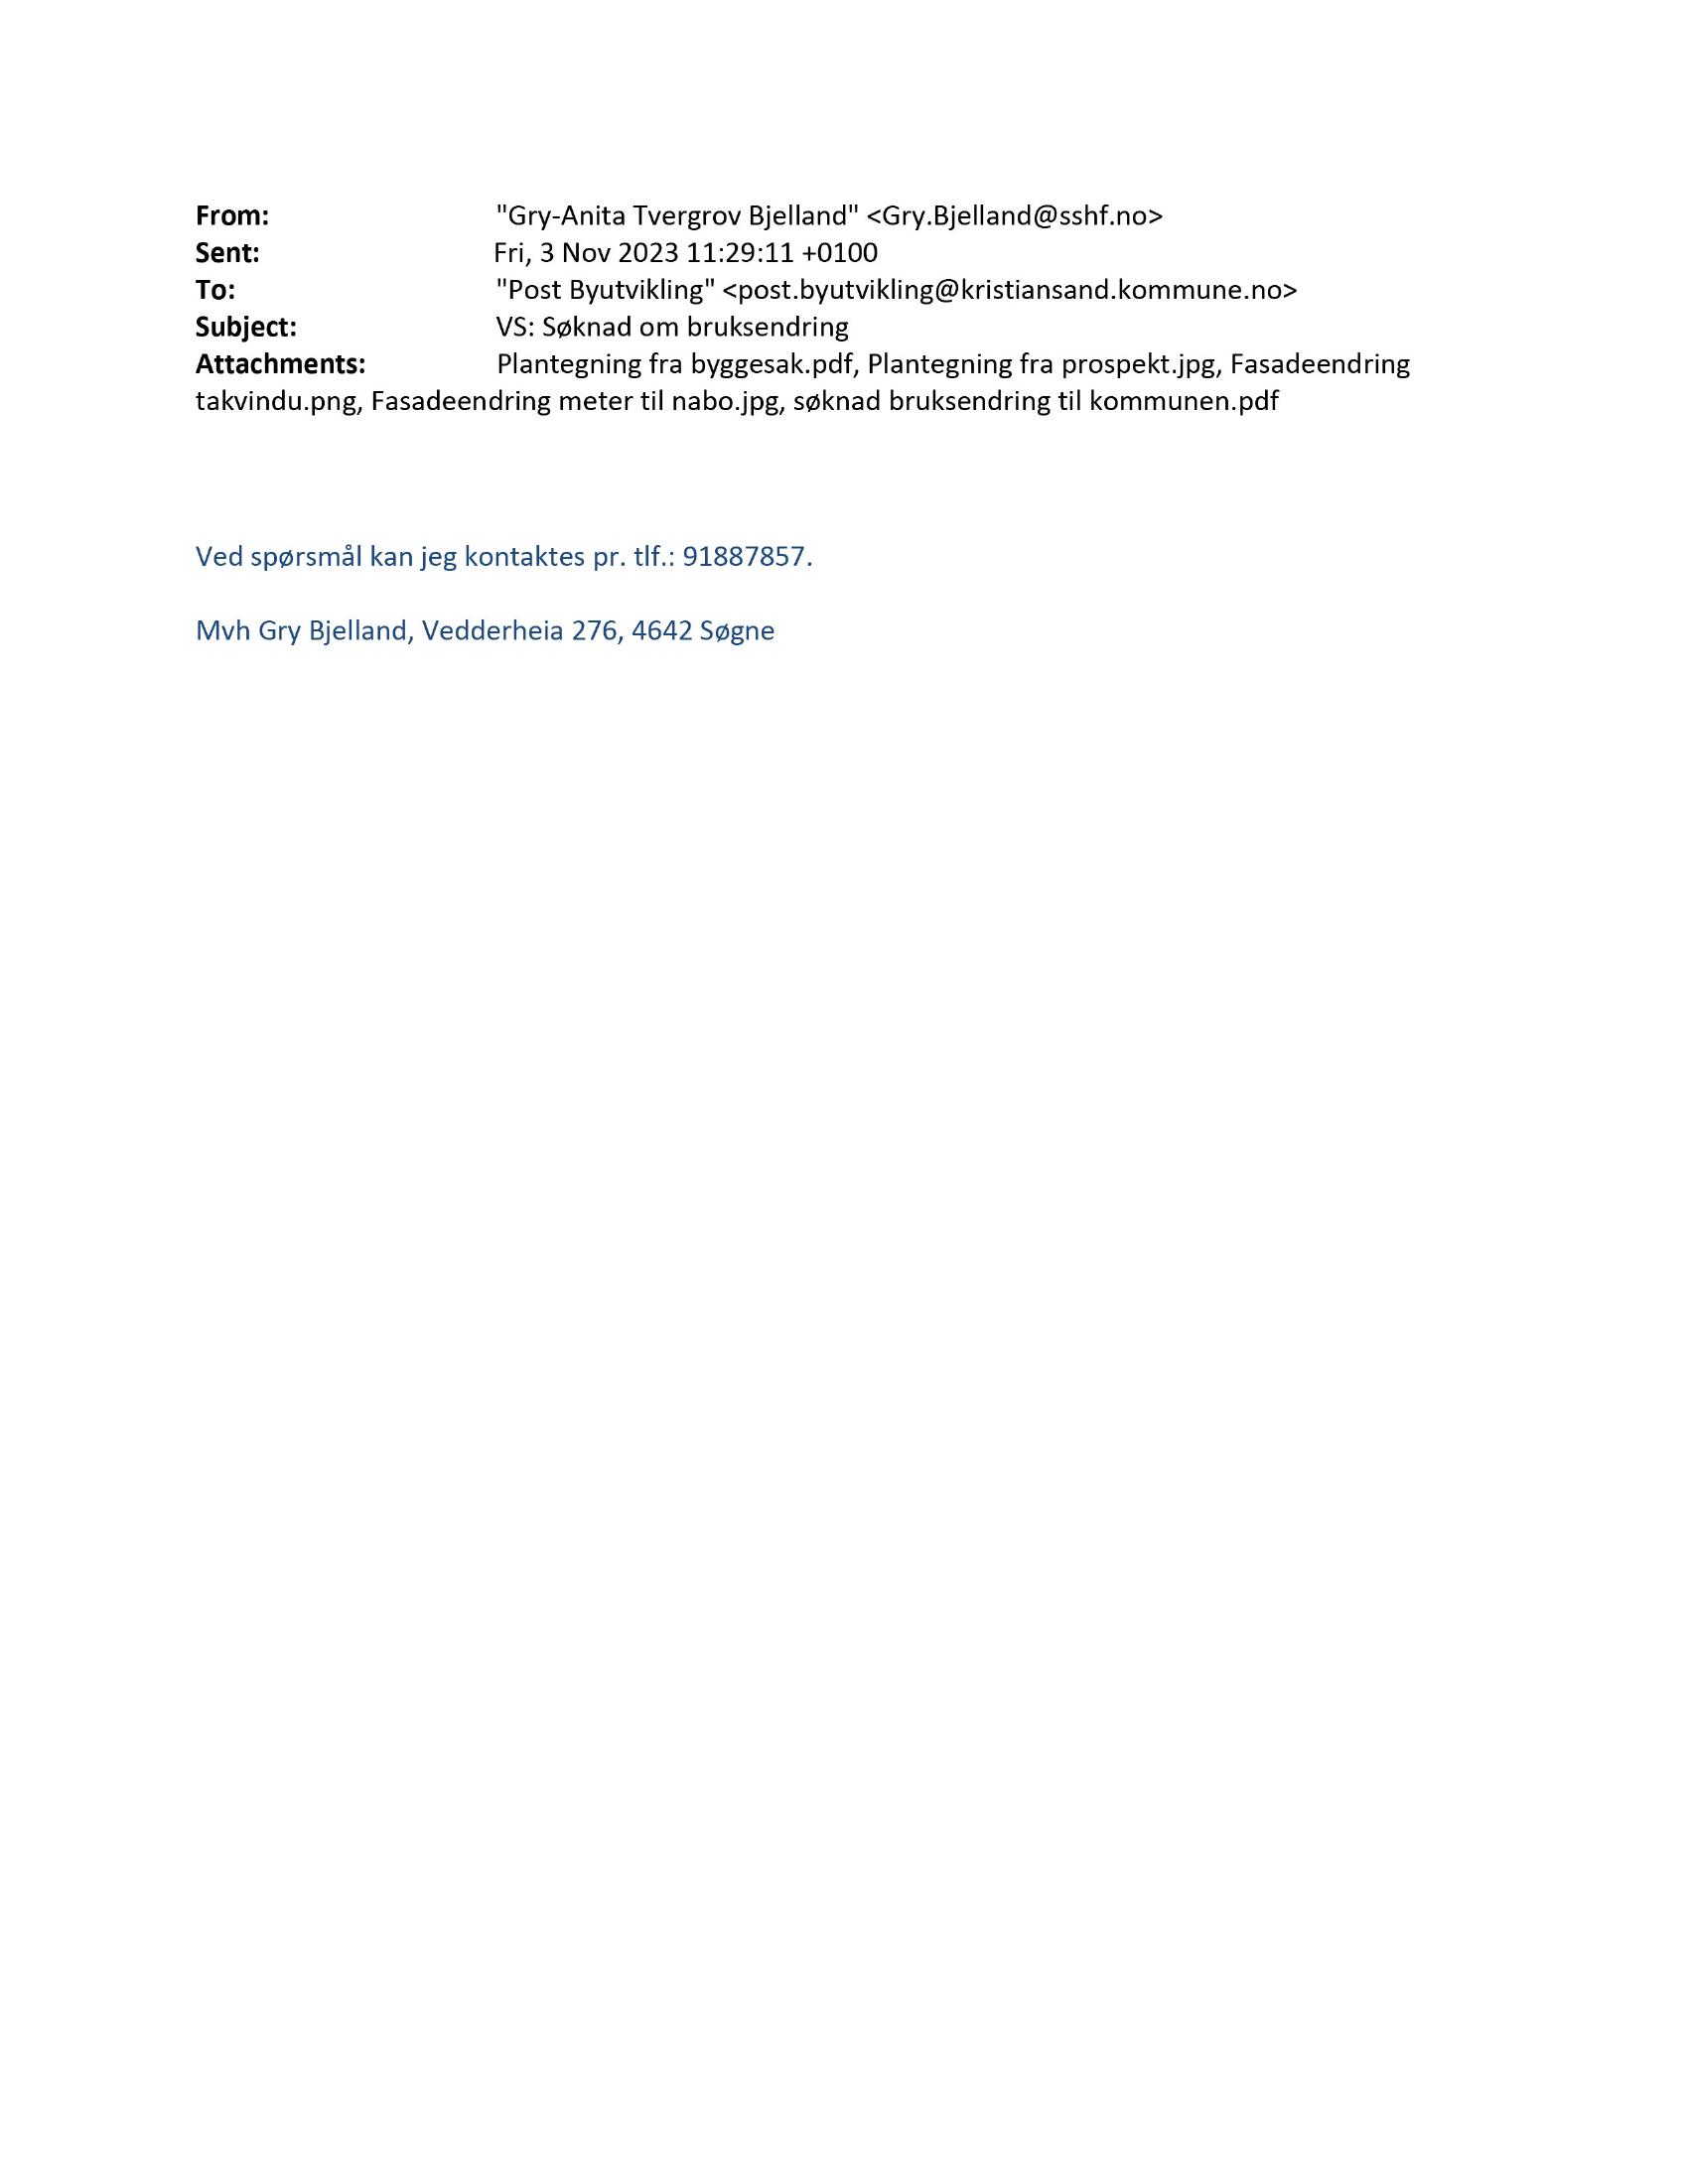 From: "Gry-Anita Tvergrov Bjelland" <Gry.Bjelland@sshf.no>
Sent: Fri, 3 Nov 2023 11:29:11 +0100
To: "Post Byutvikling" <post.byutvikling@kristiansand.kommune.no>
Subject: VS: Søknad om bruksendring
Attachments: Plantegning fra byggesak.pdf, Plantegning fra prospekt.jpg, Fasadeendring
takvindu.png, Fasadeendring meter til nabo.jpg, søknad bruksendring til kommunen.pdf
Ved spørsmål kan jeg kontaktes pr. tlf.: 91887857.
Mvh Gry Bjelland, Vedderheia 276, 4642 Søgne